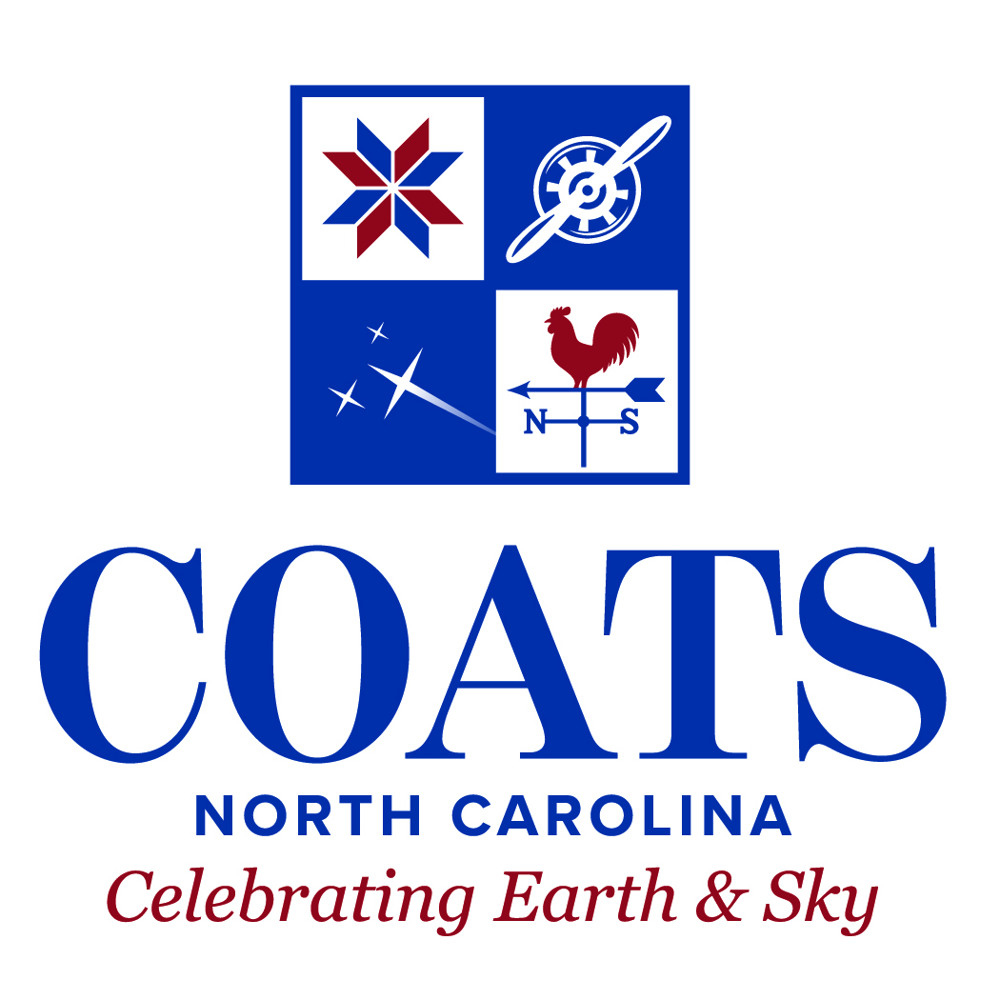 N S
COATS
NORTH CAROLINA
Celebrating Earth & Sky